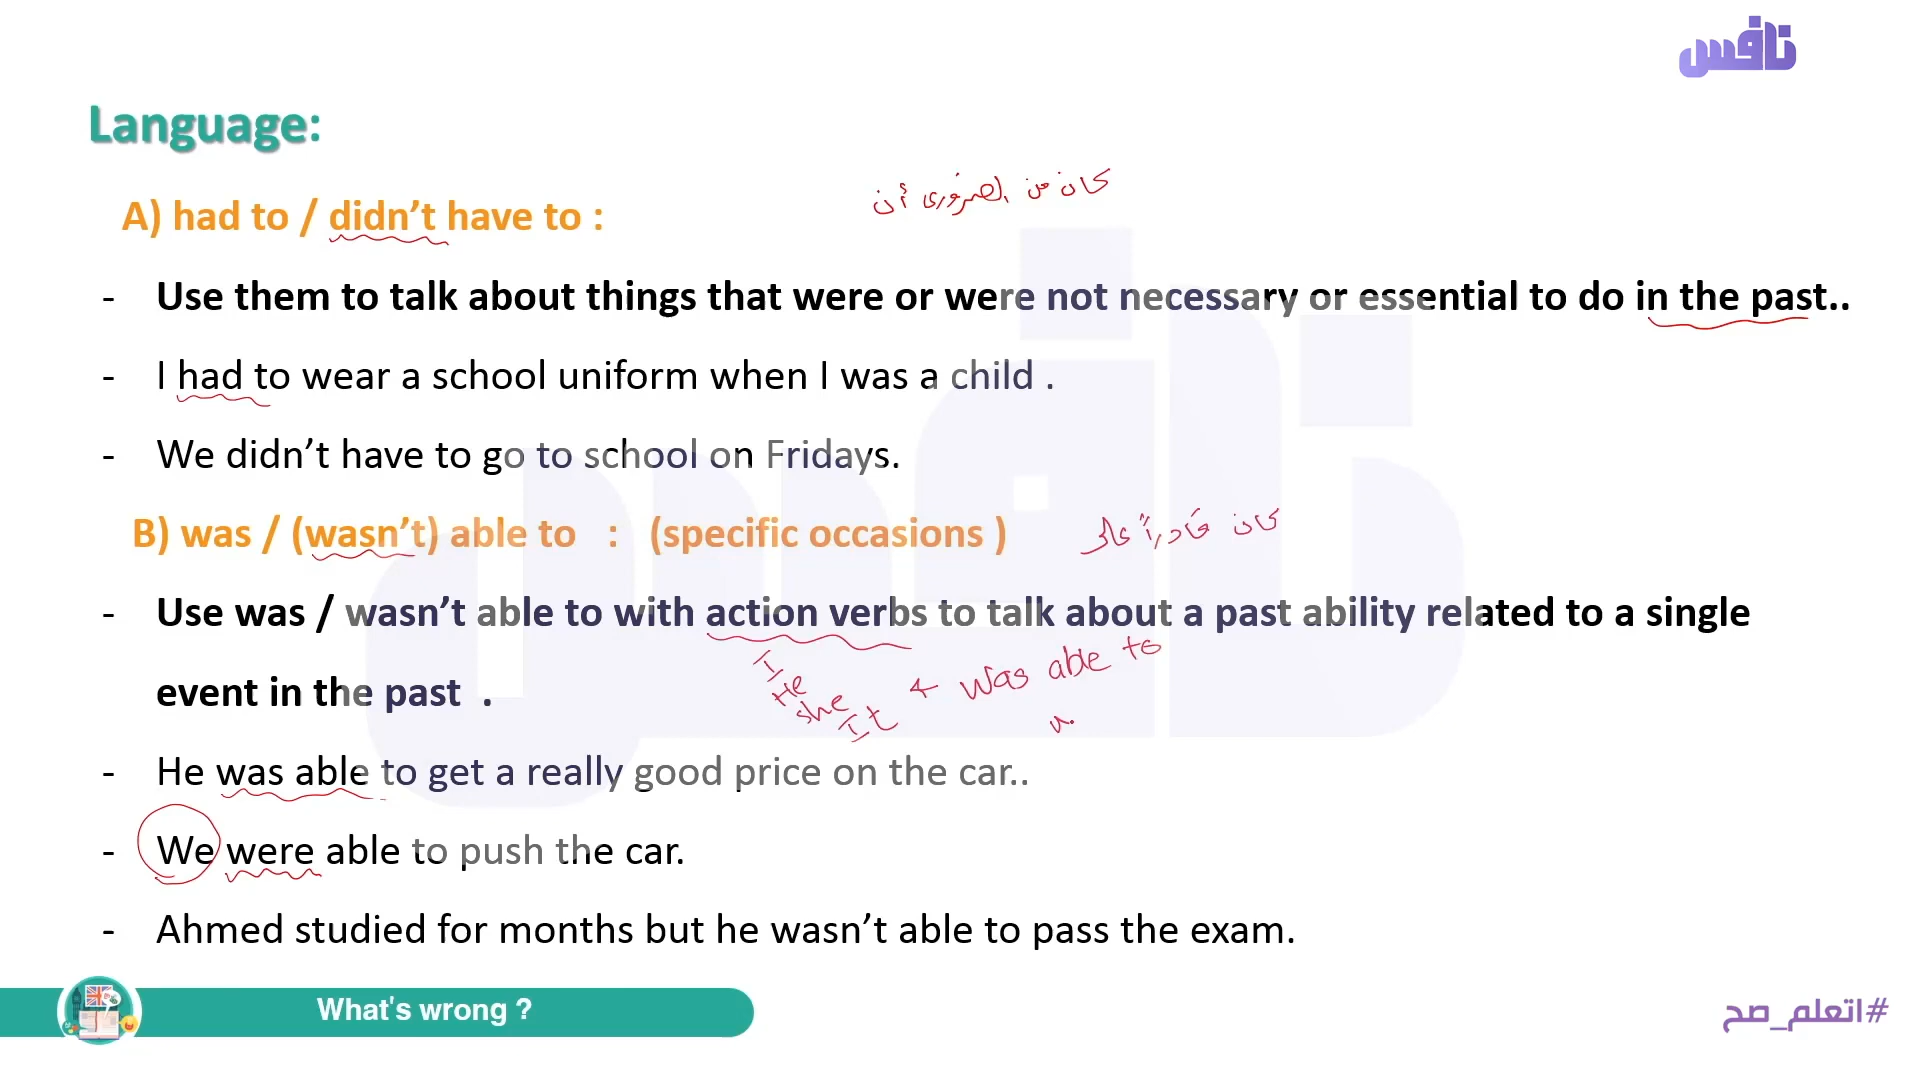 نافس
Language:
كان من الضروري أن
A) had to / didn’t have to :
- Use them to talk about things that were or were not necessary or essential to do in the past..
- I had to wear a school uniform when I was a child .
- We didn’t have to go to school on Fridays.
كان قادراً على
B) was / (wasn’t) able to : (specific occasions )
- Use was / wasn’t able to with action verbs to talk about a past ability related to a single
event in the past .
I
He
she
It + was able to
- He was able to get a really good price on the car..
- We were able to push the car.
- Ahmed studied for months but he wasn’t able to pass the exam.
What's wrong ?
#اتعلم_صح